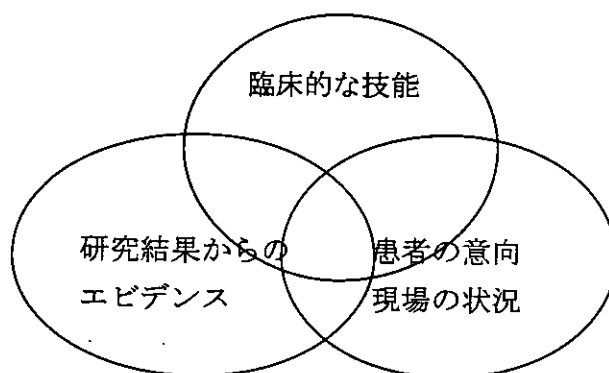 臨床的な技能
研究結果からの
エビデンス
患者の意向
現場の状況